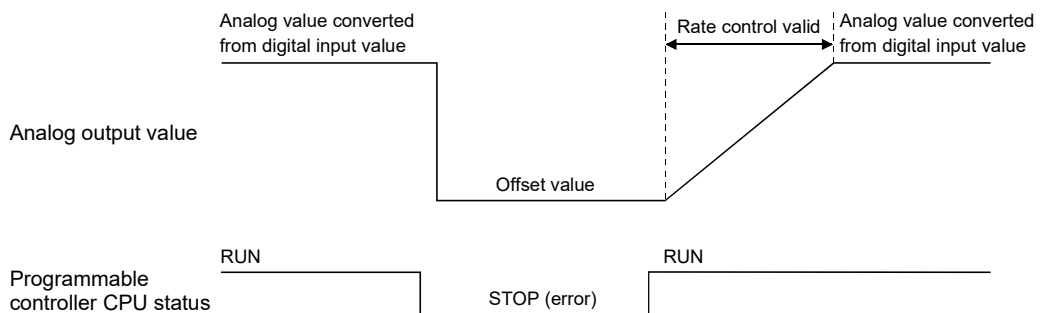 Analog value converted
from digital input value
Rate control valid
Analog value converted
from digital input value
Analog output value
Offset value
RUN
RUN
Programmable
controller CPU status
STOP (error)